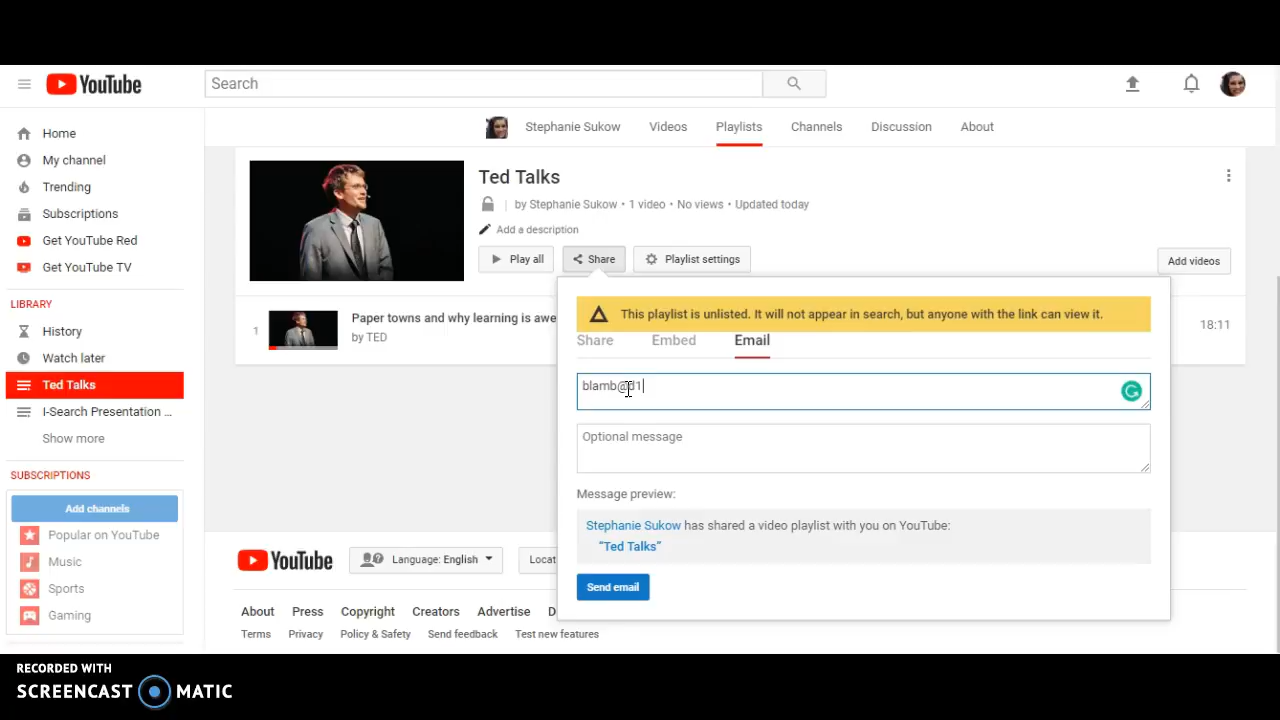 YouTube
Search
Stephanie Sukow Videos Playlists Channels Discussion About
Home
My channel
Trending
Subscriptions
Get YouTube Red
Get YouTube TV
LIBRARY
History
Watch later
Ted Talks
I-Search Presentation ...
Show more
SUBSCRIPTIONS
Add channels
Popular on YouTube
Music
Sports
Gaming
Ted Talks
by Stephanie Sukow • 1 video • No views • Updated today
Add a description
Play all Share Playlist settings
Add videos
1 Paper towns and why learning is awe
by TED
18:11
This playlist is unlisted. It will not appear in search, but anyone with the link can view it.
Share Embed Email
blamb@d1
Optional message
Message preview:
Stephanie Sukow has shared a video playlist with you on YouTube:
"Ted Talks"
Send email
YouTube Language: English Locat
About Press Copyright Creators Advertise D
Terms Privacy Policy & Safety Send feedback Test new features
RECORDED WITH
SCREENCAST MATIC